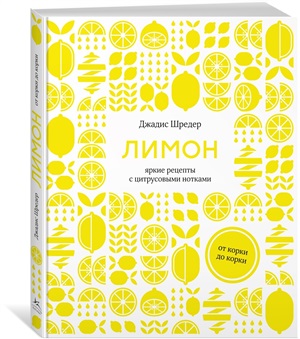 Джадис Шредер
ЛИМОН
яркие рецепты
с цитрусовыми нотками
от корки
до корки
от корки до корки
ЛИМОН
Джадис Шредер